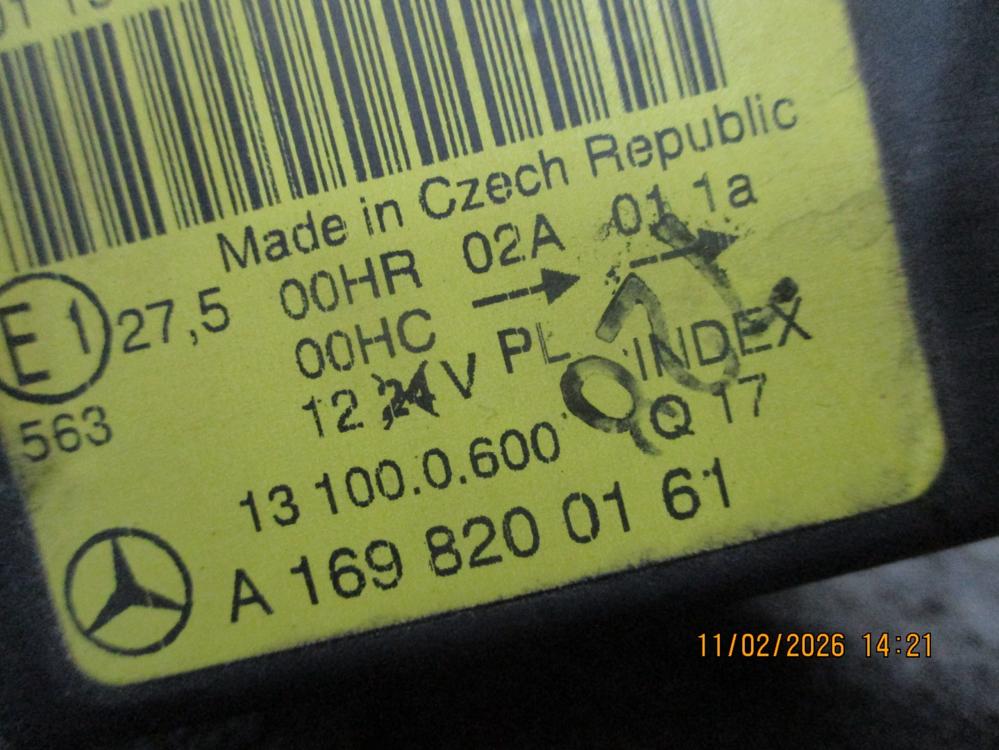 Made in Czech Republic
E 1 27,5 00HR 02A 01 1a
00HC → →
563 12,24 V PL INDEX
13 100.0.600 Q 17
A 169 820 01 61
11/02/2026 14:21